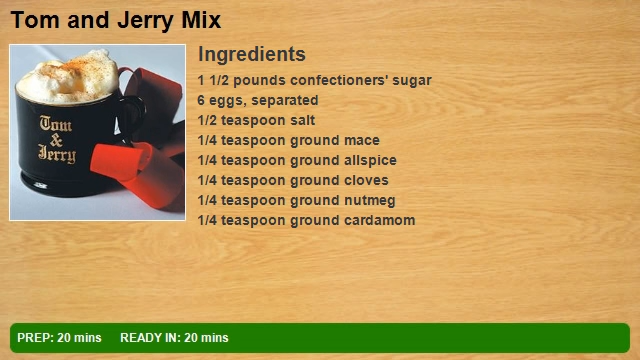 Tom and Jerry Mix
Tom
&
Jerry
Ingredients
1 1/2 pounds confectioners' sugar
6 eggs, separated
1/2 teaspoon salt
1/4 teaspoon ground mace
1/4 teaspoon ground allspice
1/4 teaspoon ground cloves
1/4 teaspoon ground nutmeg
1/4 teaspoon ground cardamom
PREP: 20 mins READY IN: 20 mins